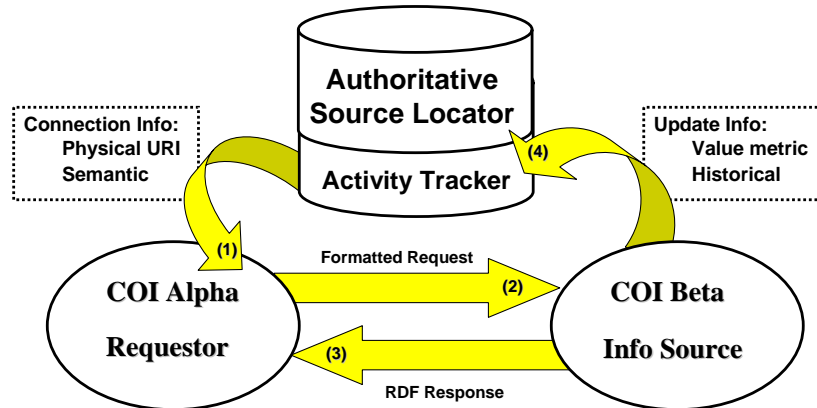 Authoritative
Source Locator
Activity Tracker
Connection Info:
Physical URI
Semantic
Update Info:
Value metric
Historical
(4)
(1)
Formatted Request
(2)
COI Alpha
Requestor
COI Beta
Info Source
(3)
RDF Response